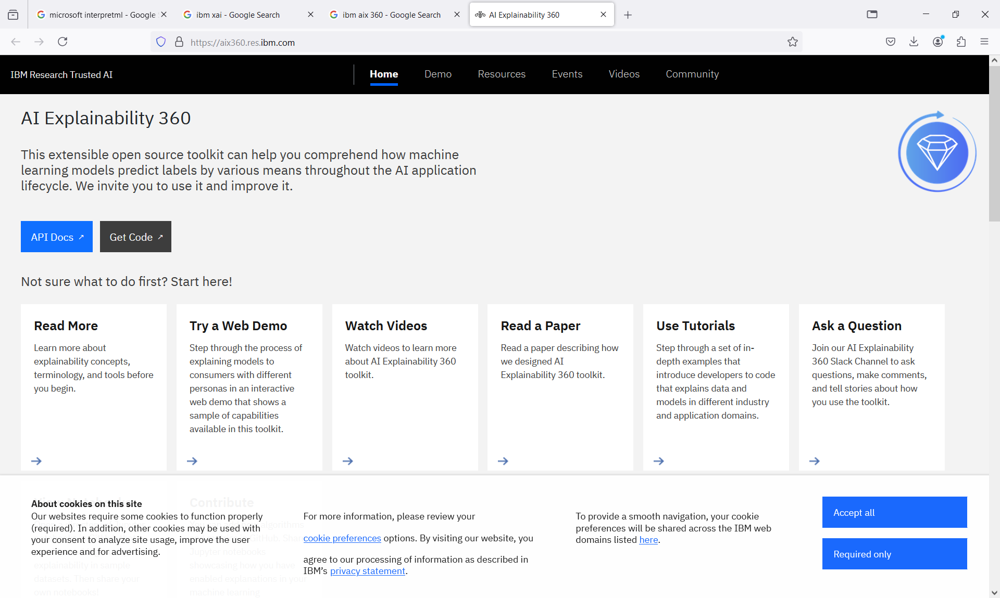 microsoft interpretml - Google
ibm xai - Google Search
ibm aix 360 - Google Search
AI Explainability 360
https://aix360.res.ibm.com
IBM Research Trusted AI
Home
Demo
Resources
Events
Videos
Community
AI Explainability 360
This extensible open source toolkit can help you comprehend how machine
learning models predict labels by various means throughout the AI application
lifecycle. We invite you to use it and improve it.
API Docs ↗
Get Code ↗
Not sure what to do first? Start here!
Read More
Learn more about
explainability concepts,
terminology, and tools before
you begin.
→
Try a Web Demo
Step through the process of
explaining models to
consumers with different
personas in an interactive
web demo that shows a
sample of capabilities
available in this toolkit.
→
Watch Videos
Watch videos to learn more
about AI Explainability 360
toolkit.
→
Read a Paper
Read a paper describing how
we designed AI
Explainability 360 toolkit.
→
Use Tutorials
Step through a set of in-
depth examples that
introduce developers to code
that explains data and
models in different industry
and application domains.
→
Ask a Question
Join our AI Explainability
360 Slack Channel to ask
questions, make comments,
and tell stories about how
you use the toolkit.
→
About cookies on this site
Our websites require some cookies to function properly
(required). In addition, other cookies may be used with
your consent to analyze site usage, improve the user
experience and for advertising.
For more information, please review your
cookie preferences options. By visiting our website, you
agree to our processing of information as described in
IBM’s privacy statement.
To provide a smooth navigation, your cookie
preferences will be shared across the IBM web
domains listed here.
Accept all
Required only
explainability in sample
datasets. Then share your
own notebooks!
Contribute
algorithms
GitHub. Shar
Jupyter notebooks
showcasing how you have
enabled explanations in your
machine learning